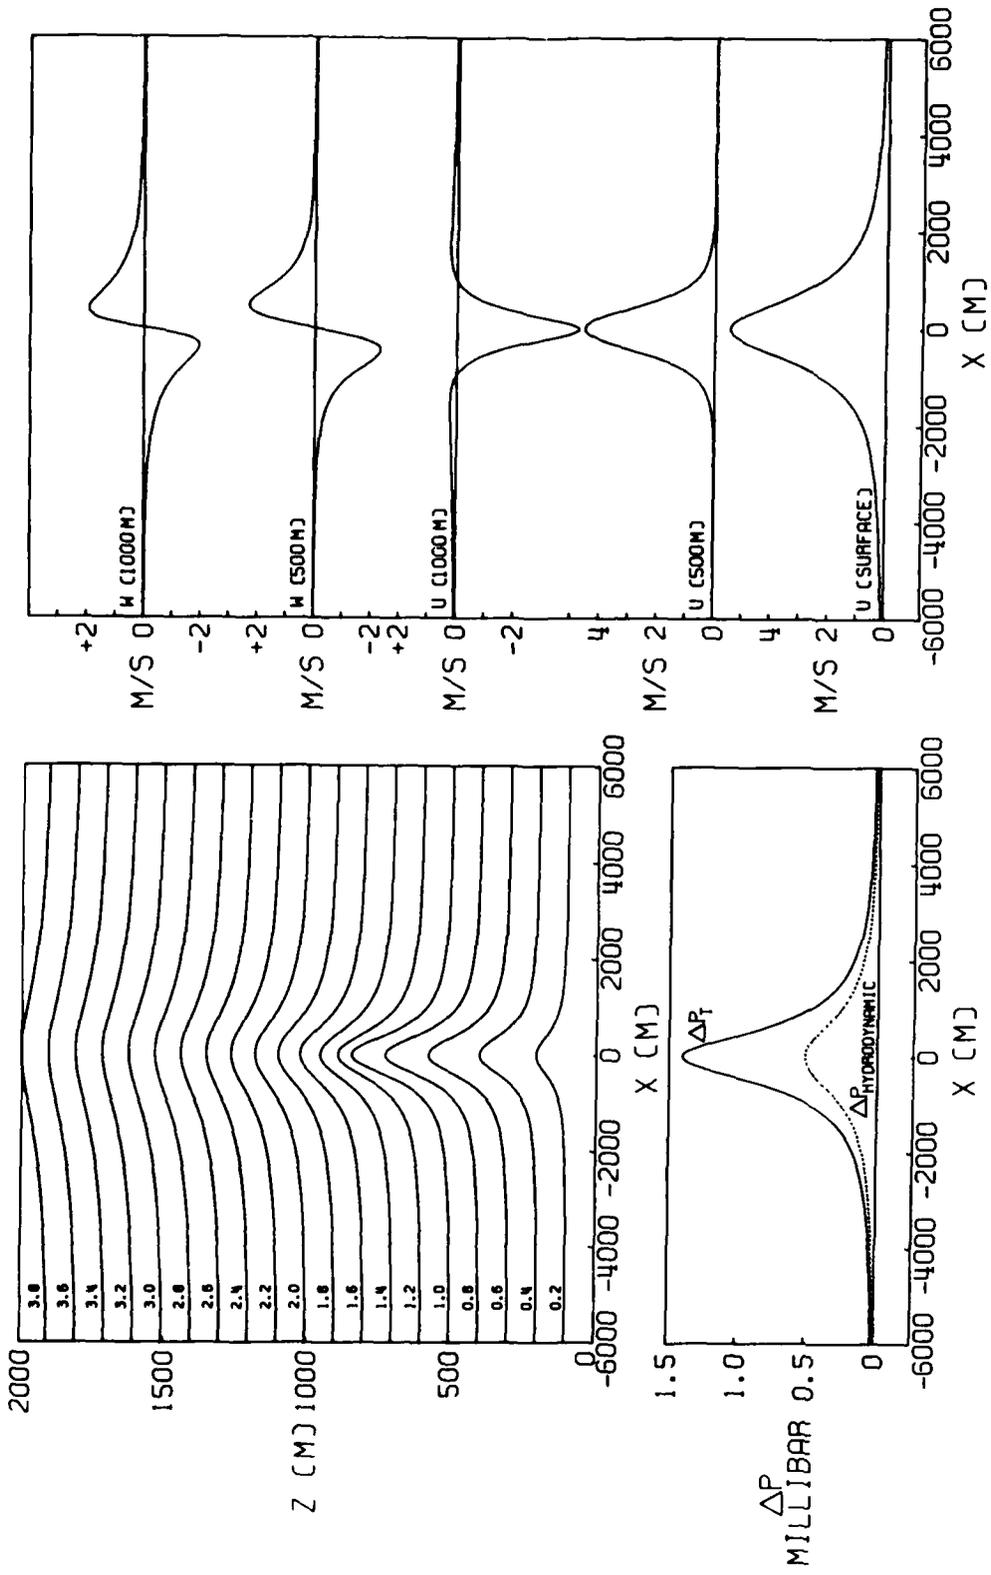 2000
1500
Z (M) 1000
500
0
3.8
3.6
3.4
3.2
3.0
2.8
2.6
2.4
2.2
2.0
1.8
1.6
1.4
1.2
1.0
0.8
0.6
0.4
0.2
-6000 -4000 -2000 0 2000 4000 6000
X (M)
1.5
1.0
ΔP
MILLIBAR 0.5
0
ΔP_T
ΔP_HYDRODYNAMIC
-6000 -4000 -2000 0 2000 4000 6000
X (M)
+2
M/S 0
-2
W (1000M)
+2
M/S 0
-2
W (500M)
+2
M/S 0
-2
U (1000M)
4
M/S 2
0
U (500M)
4
M/S 2
0
U (SURFACE)
-6000 -4000 -2000 0 2000 4000 6000
X (M)